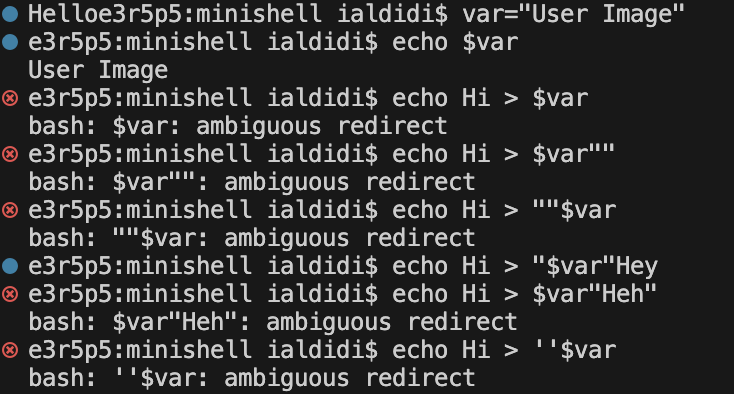 Helloe3r5p5:minishell ialdidi$ var="User Image"
e3r5p5:minishell ialdidi$ echo $var
User Image
e3r5p5:minishell ialdidi$ echo Hi > $var
bash: $var: ambiguous redirect
e3r5p5:minishell ialdidi$ echo Hi > $var""
bash: $var"": ambiguous redirect
e3r5p5:minishell ialdidi$ echo Hi > ""$var
bash: ""$var: ambiguous redirect
e3r5p5:minishell ialdidi$ echo Hi > "$var"Hey
e3r5p5:minishell ialdidi$ echo Hi > $var"Heh"
bash: $var"Heh": ambiguous redirect
e3r5p5:minishell ialdidi$ echo Hi > ''$var
bash: ''$var: ambiguous redirect